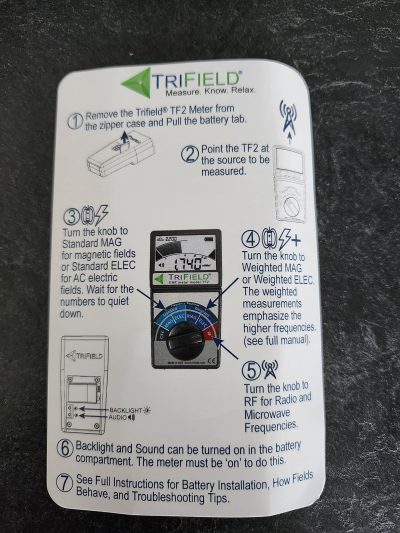 TRIFIELD®
Measure. Know. Relax.
① Remove the Trifield® TF2 Meter from
the zipper case and Pull the battery tab.
② Point the TF2 at
the source to be
measured.
③
Turn the knob to
Standard MAG
for magnetic fields
or Standard ELEC
for AC electric
fields. Wait for the
numbers to quiet
down.
1.740
TRIFIELD®
④ +
Turn the knob to
Weighted MAG
or Weighted ELEC.
The weighted
measurements
emphasize the
higher frequencies.
(see full manual).
⑤
Turn the knob to
RF for Radio and
Microwave
Frequencies.
TRIFIELD
BACKLIGHT
AUDIO
⑥ Backlight and Sound can be turned on in the battery
compartment. The meter must be 'on' to do this.
⑦ See Full Instructions for Battery Installation, How Fields
Behave, and Troubleshooting Tips.